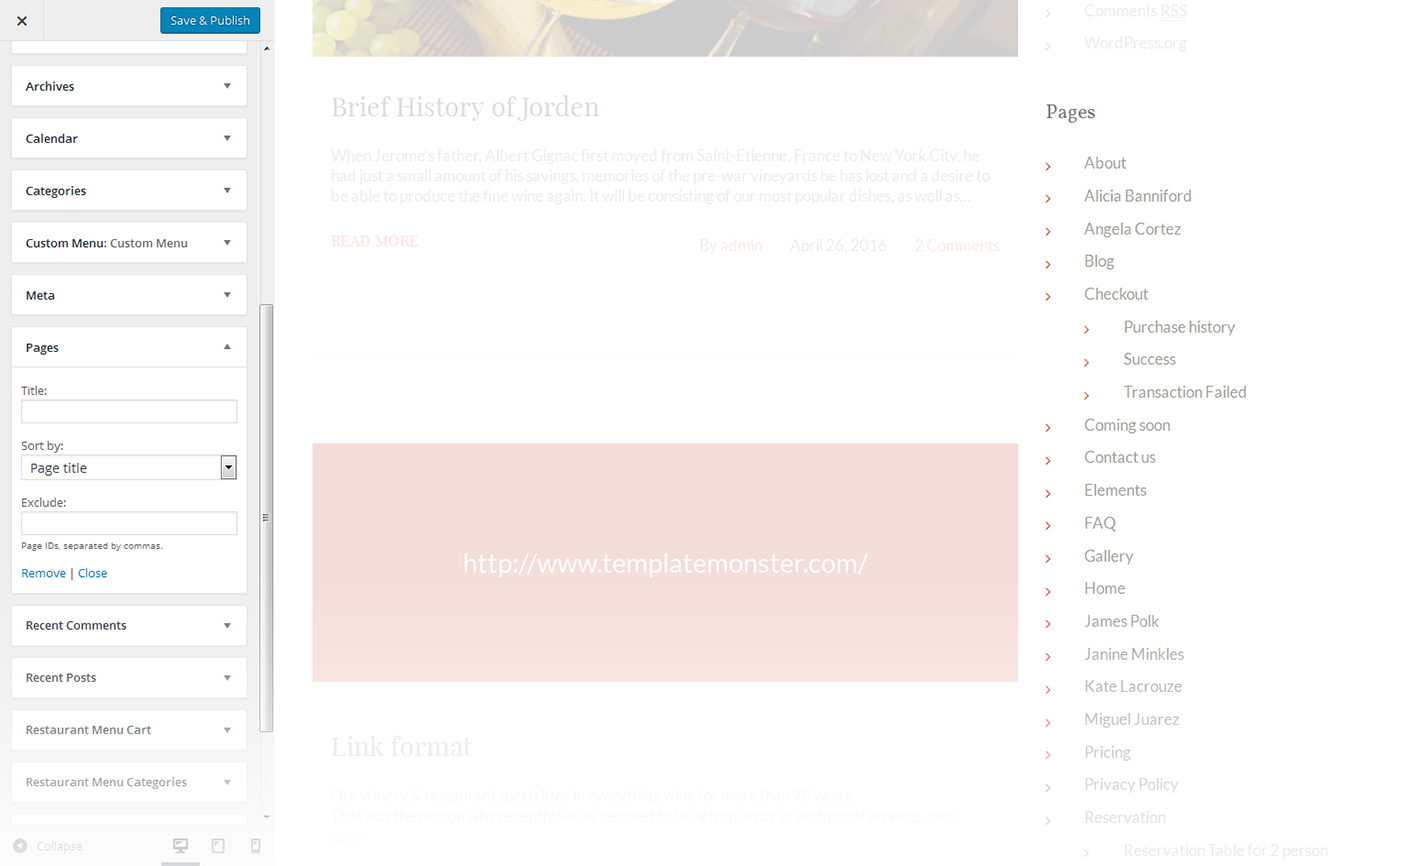 Save & Publish
Archives
Calendar
Categories
Custom Menu: Custom Menu
Meta
Pages
Title:
Sort by:
Page title
Exclude:
Page IDs, separated by commas.
Remove | Close
Recent Comments
Recent Posts
Restaurant Menu Cart
Restaurant Menu Categories
Collapse
Brief History of Jorden
When Jerome's father, Albert Gignac first moved from Saint-Etienne, France to New York City, he
had just a small amount of his savings, memories of the pre-war vineyards he has lost and a desire to
be able to produce the fine wine again. It will be consisting of our most popular dishes, as well as...
READ MORE
By admin April 26, 2016 2 Comments
http://www.templatemonster.com/
Link format
Our winery & restaurant specializes in everything wine for more than 70 years.
That was the reason why recently we've decided to launch an array of additional services. read
more
Comments RSS
WordPress.org
Pages
About
Alicia Banniford
Angela Cortez
Blog
Checkout
Purchase history
Success
Transaction Failed
Coming soon
Contact us
Elements
FAQ
Gallery
Home
James Polk
Janine Minkles
Kate Lacrouze
Miguel Juarez
Pricing
Privacy Policy
Reservation
Reservation Table for 2 person